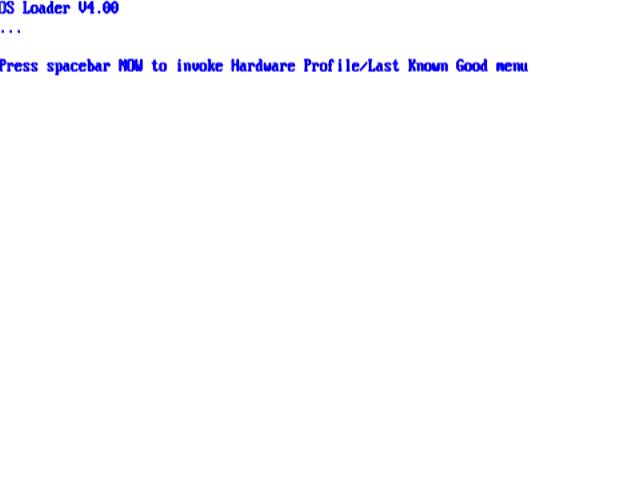 OS Loader V4.00
...
Press spacebar NOW to invoke Hardware Profile/Last Known Good menu